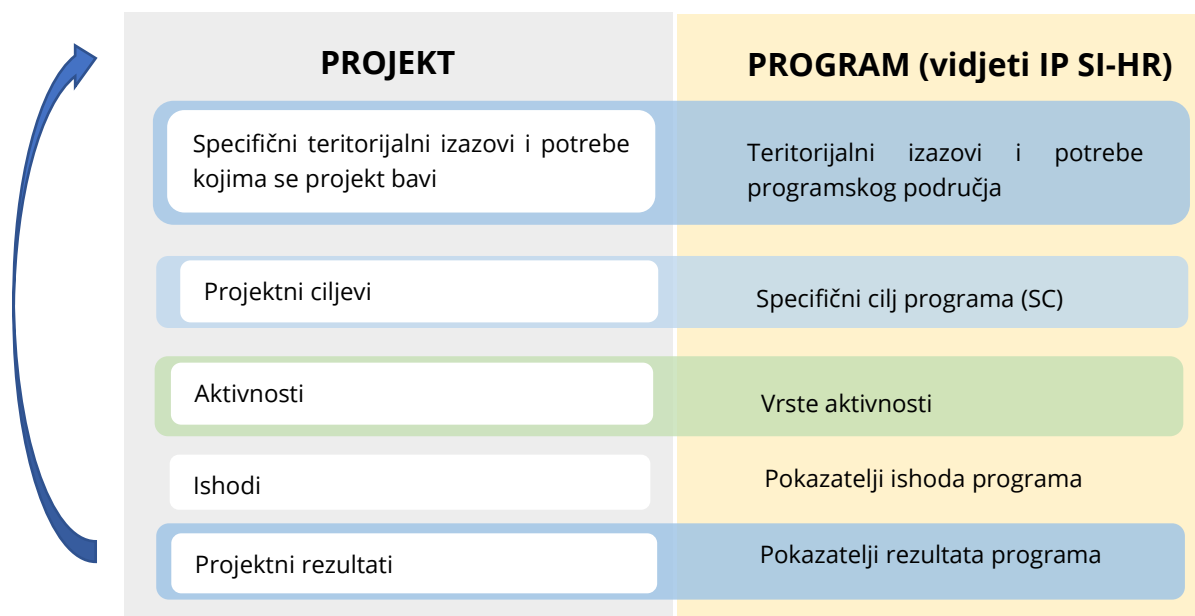 PROJEKT
PROGRAM (vidjeti IP SI-HR)
Specifični teritorijalni izazovi i potrebe
kojima se projekt bavi
Teritorijalni izazovi i potrebe
programskog područja
Projektni ciljevi
Specifični cilj programa (SC)
Aktivnosti
Vrste aktivnosti
Ishodi
Pokazatelji ishoda programa
Projektni rezultati
Pokazatelji rezultata programa